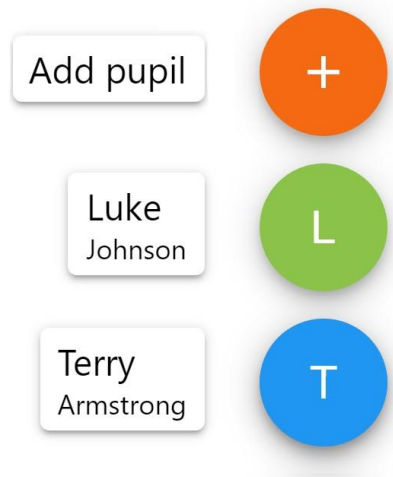 Add pupil +
Luke
Johnson
L
Terry
Armstrong
T